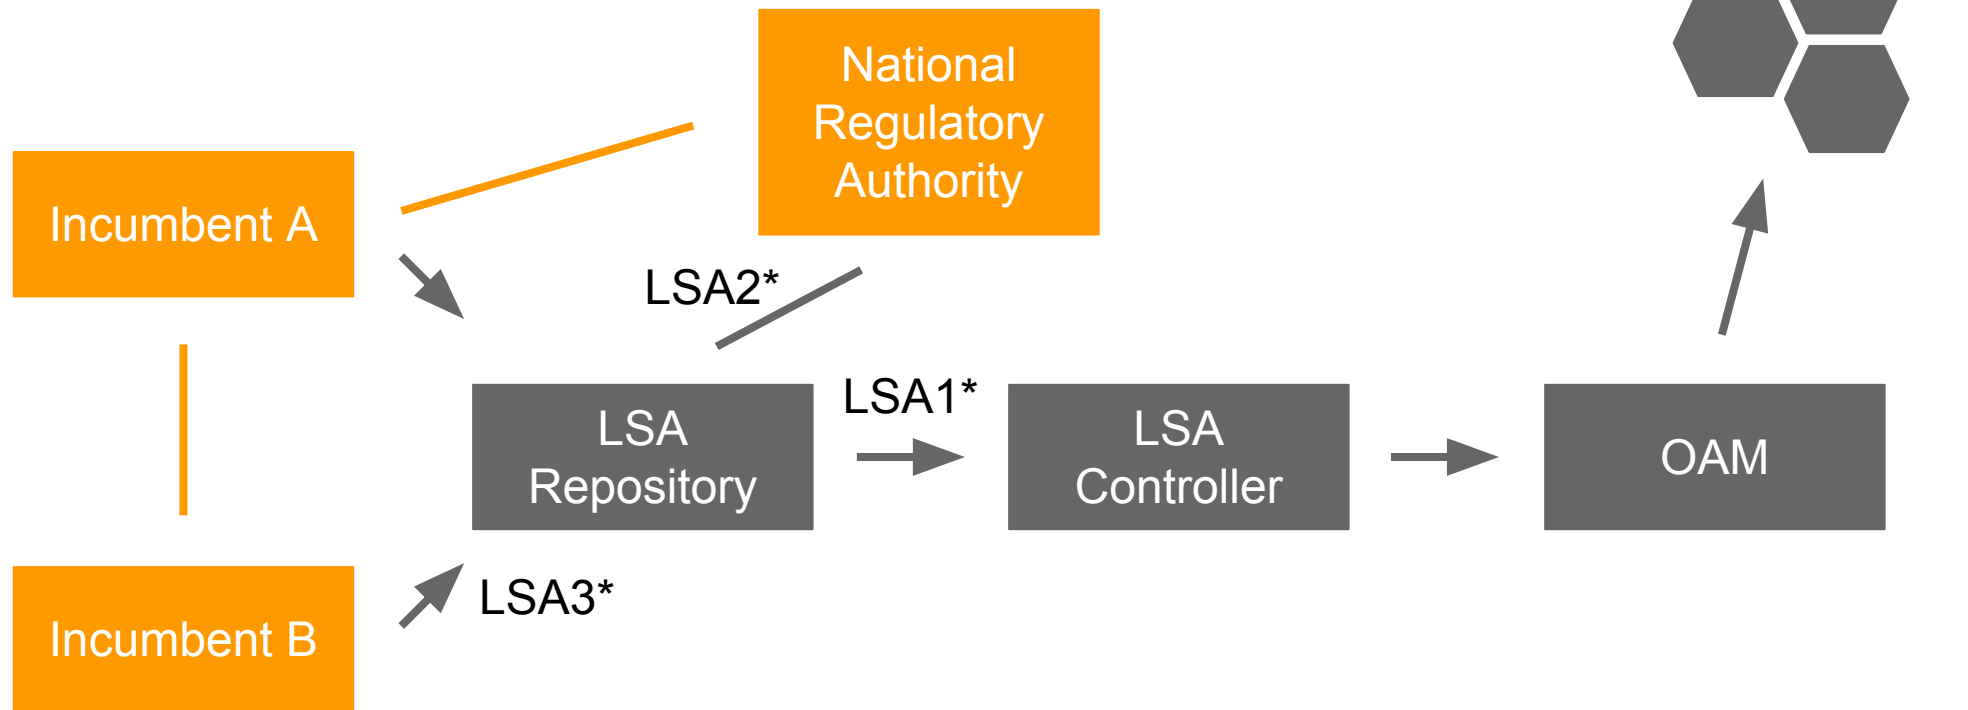 National
Regulatory
Authority
Incumbent A
LSA2*
LSA1*
LSA
Repository
LSA
Controller
OAM
LSA3*
Incumbent B